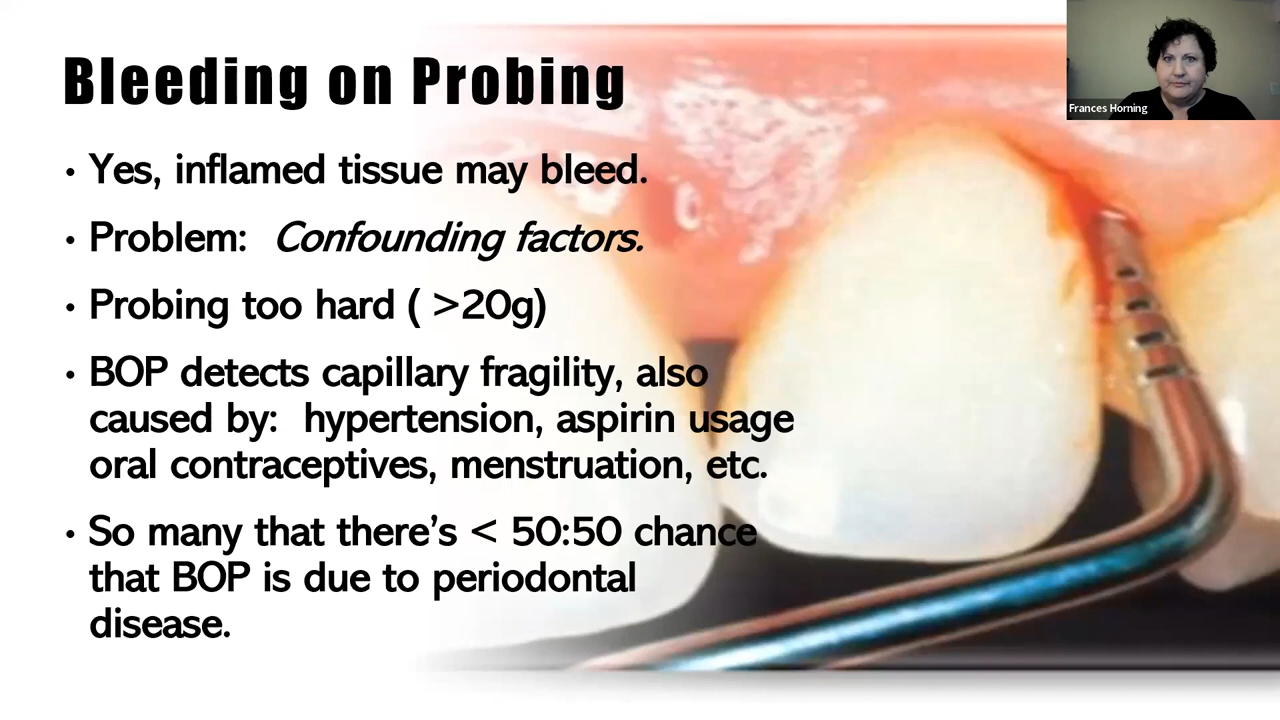 Bleeding on Probing
Frances Horning
• Yes, inflamed tissue may bleed.
• Problem: Confounding factors.
• Probing too hard ( >20g)
• BOP detects capillary fragility, also
caused by: hypertension, aspirin usage
oral contraceptives, menstruation, etc.
• So many that there's < 50:50 chance
that BOP is due to periodontal
disease.